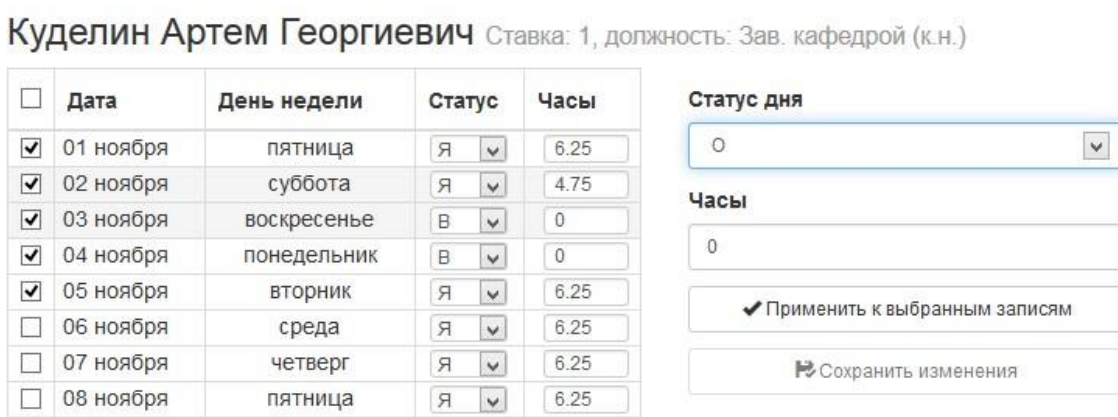 Куделин Артем Георгиевич Ставка: 1, должность: Зав. кафедрой (к.н.)
Дата День недели Статус Часы
01 ноября пятница Я 6.25
02 ноября суббота Я 4.75
03 ноября воскресенье В 0
04 ноября понедельник В 0
05 ноября вторник Я 6.25
06 ноября среда Я 6.25
07 ноября четверг Я 6.25
08 ноября пятница Я 6.25
Статус дня
О
Часы
0
Применить к выбранным записям
Сохранить изменения